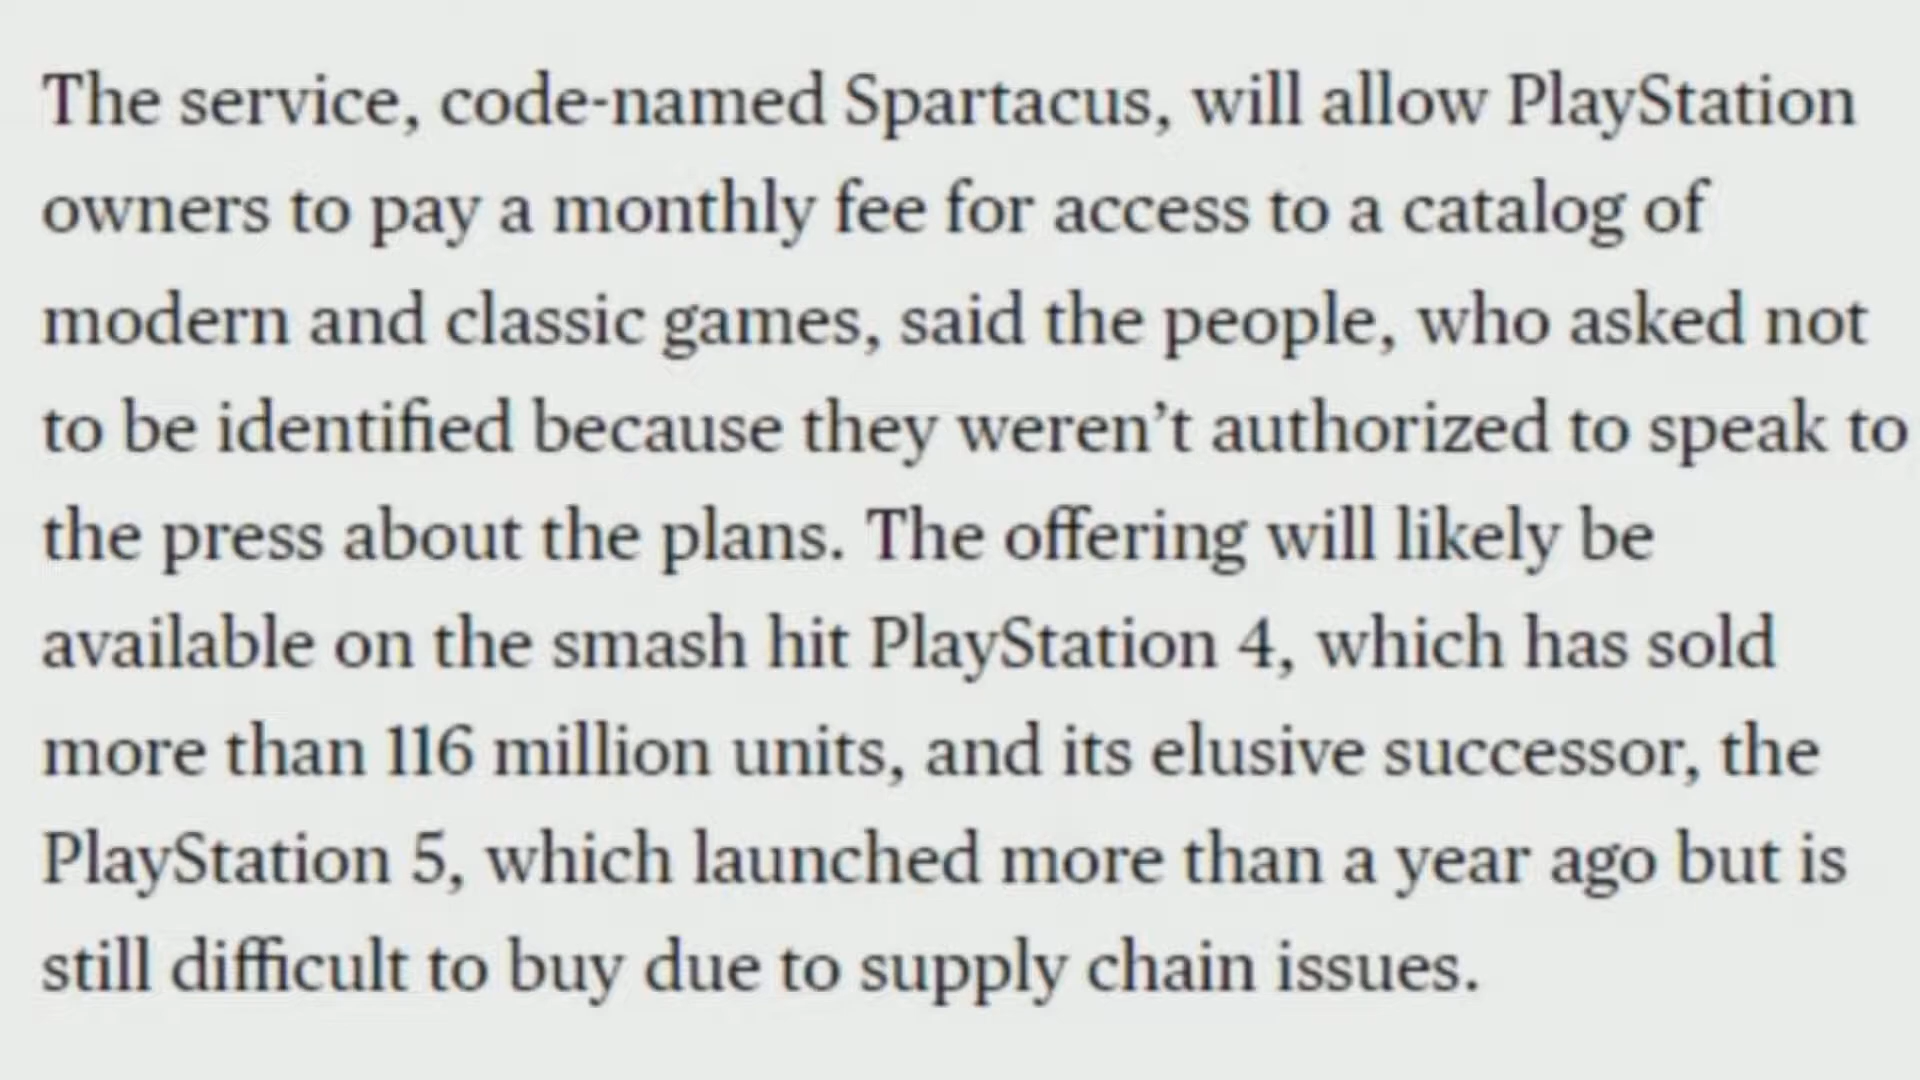 The service, code-named Spartacus, will allow PlayStation
owners to pay a monthly fee for access to a catalog of
modern and classic games, said the people, who asked not
to be identified because they weren’t authorized to speak to
the press about the plans. The offering will likely be
available on the smash hit PlayStation 4, which has sold
more than 116 million units, and its elusive successor, the
PlayStation 5, which launched more than a year ago but is
still difficult to buy due to supply chain issues.